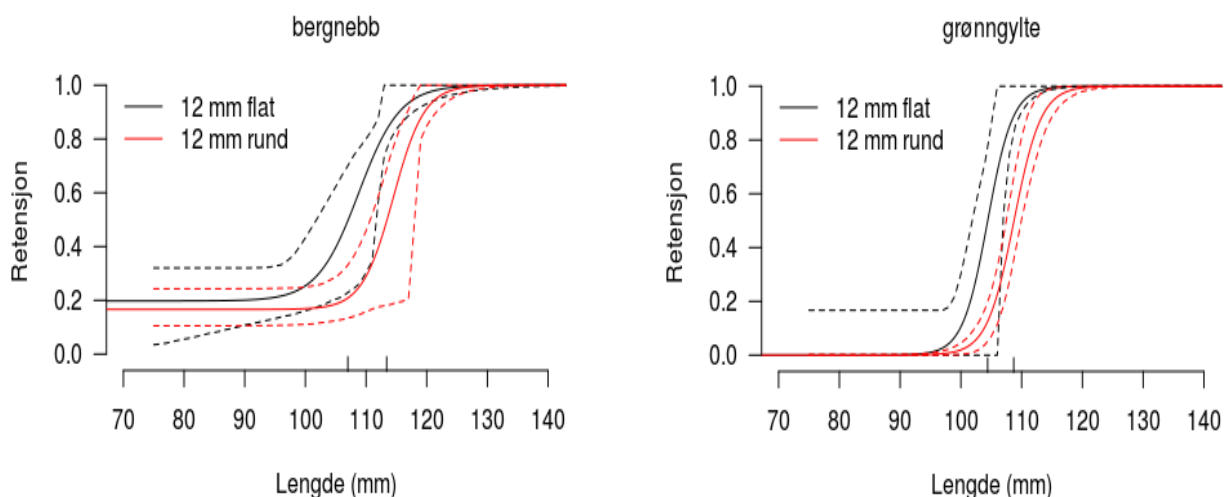 bergnebb
1.0
0.8
0.6
0.4
0.2
0.0
Retensjon
12 mm flat
12 mm rund
70 80 90 100 110 120 130 140
Lengde (mm)
grønngylte
1.0
0.8
0.6
0.4
0.2
0.0
Retensjon
12 mm flat
12 mm rund
70 80 90 100 110 120 130 140
Lengde (mm)